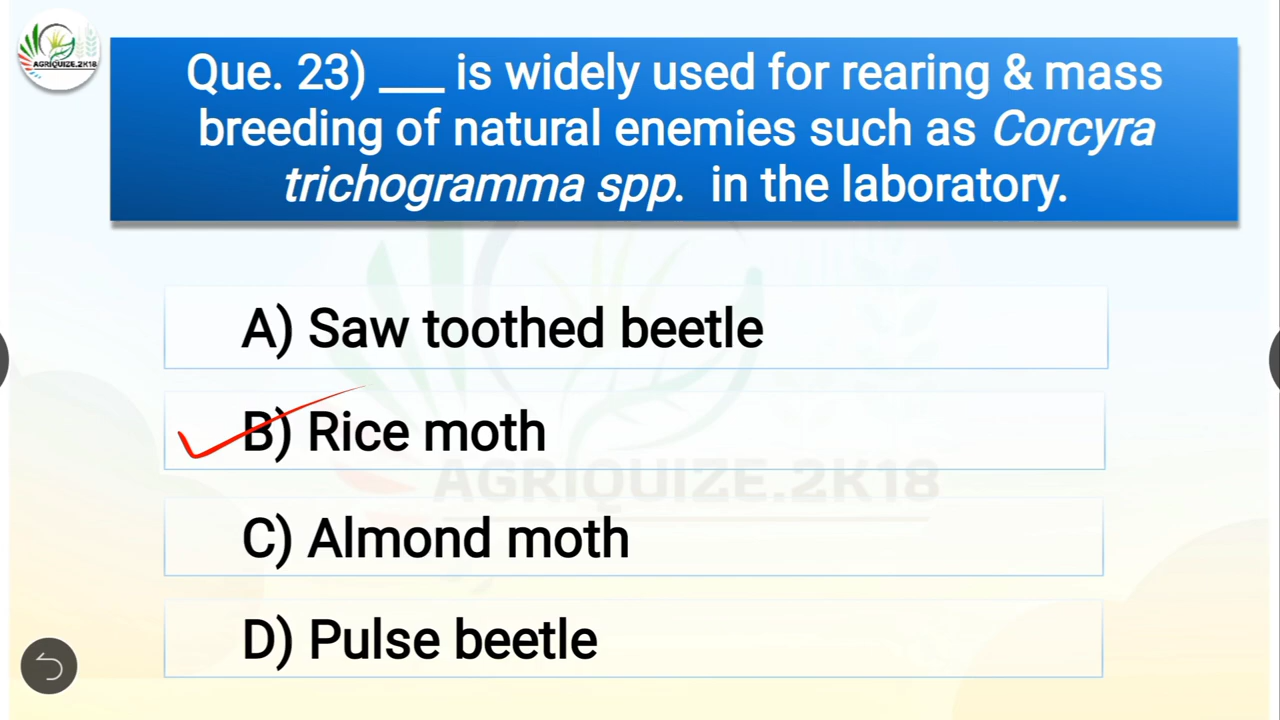 AGRIQUIZE.2K18
Que. 23) ___ is widely used for rearing & mass
breeding of natural enemies such as Corcyra
trichogramma spp. in the laboratory.
A) Saw toothed beetle
B) Rice moth
AGRIQUIZE.2K18
C) Almond moth
D) Pulse beetle